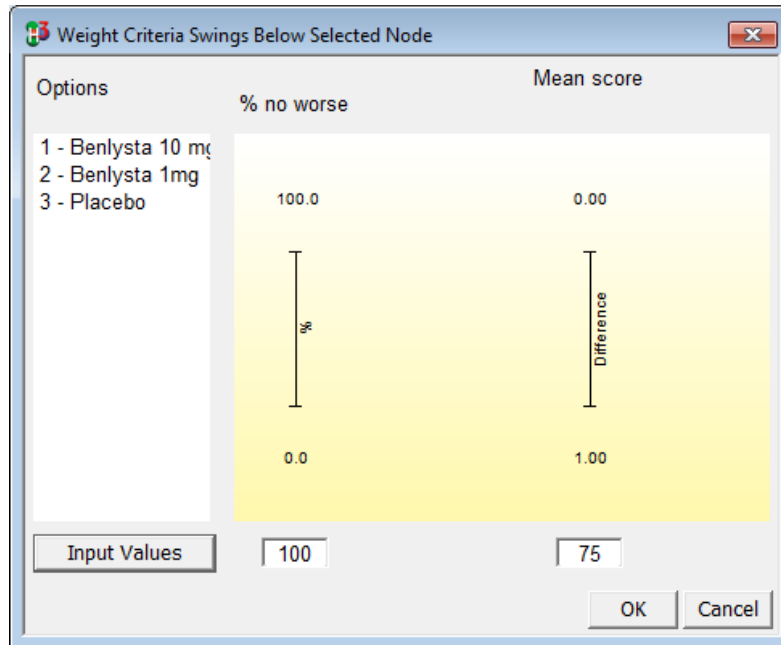 Weight Criteria Swings Below Selected Node
Options
% no worse
Mean score
1 - Benlysta 10 mg
2 - Benlysta 1mg
3 - Placebo
100.0
0.00
%
Difference
0.0
1.00
Input Values
100
75
OK
Cancel